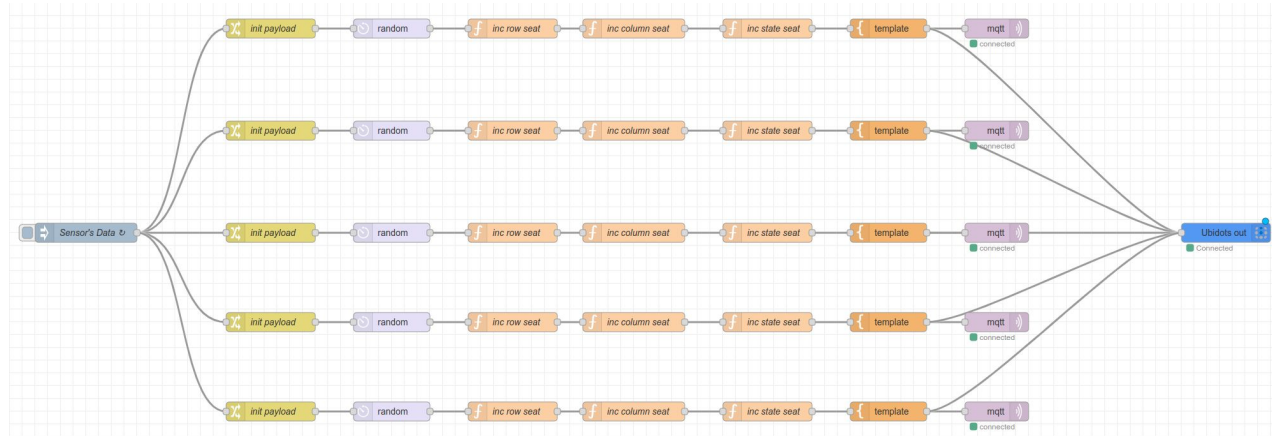 init payload random inc row seat inc column seat inc state seat template mqtt
connected
init payload random inc row seat inc column seat inc state seat template mqtt
connected
Sensor's Data ↻ init payload random inc row seat inc column seat inc state seat template mqtt Ubidots out
connected Connected
init payload random inc row seat inc column seat inc state seat template mqtt
connected
init payload random inc row seat inc column seat inc state seat template mqtt
connected